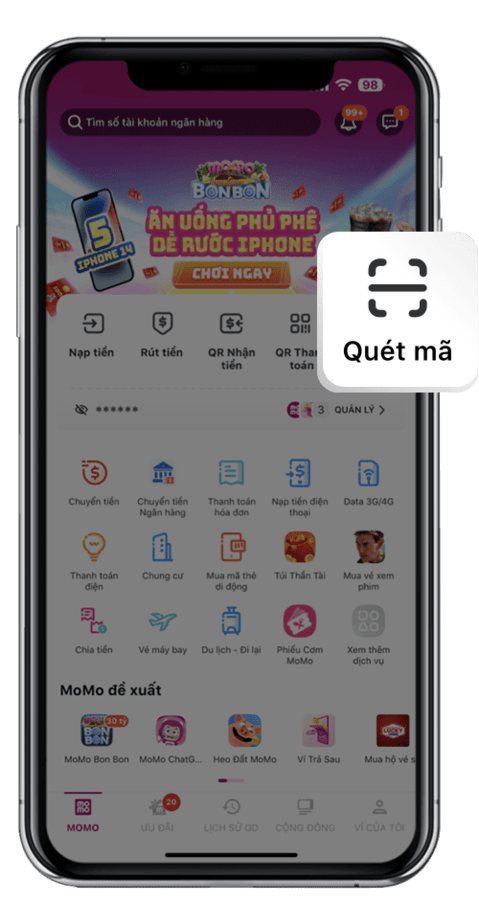 98
Tìm số tài khoản ngân hàng
99+
1
MOMO
BONBON
ĂN UỐNG PHỦ PHÊ
DỄ RƯỚC IPHONE
5
IPHONE 14
CHƠI NGAY
Quét mã
Nạp tiền
Rút tiền
QR Nhận
tiền
QR Than
toán
******
3 QUẢN LÝ >
Chuyển tiền
Chuyển tiền
Ngân hàng
Thanh toán
hóa đơn
Nạp tiền điện
thoại
Data 3G/4G
Thanh toán
điện
Chung cư
Mua mã thẻ
di động
Túi Thần Tài
Mua vé xem
phim
Chia tiền
Vé máy bay
Du lịch - Đi lại
Phiếu Cơm
MoMo
Xem thêm
dịch vụ
MoMo đề xuất
30 tỷ
BON
BON
LUCKY
MoMo Bon Bon
MoMo ChatG...
Heo Đất MoMo
Ví Trả Sau
Mua hộ vé s
20
MOMO
ƯU ĐÃI
LỊCH SỬ GD
CỘNG ĐỒNG
VÍ CỦA TÔI